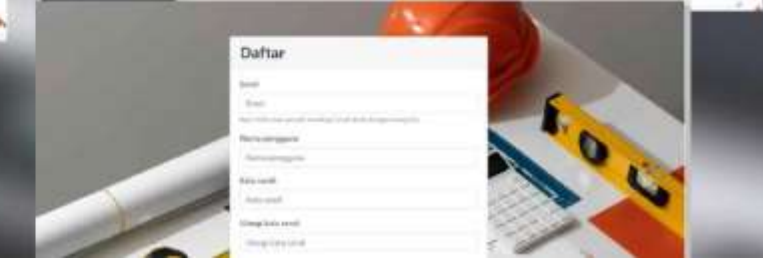 Daftar
Email
Email
Nama pengguna
Nama pengguna
Kata sandi
Kata sandi
Ulangi kata sandi
Ulangi kata sandi